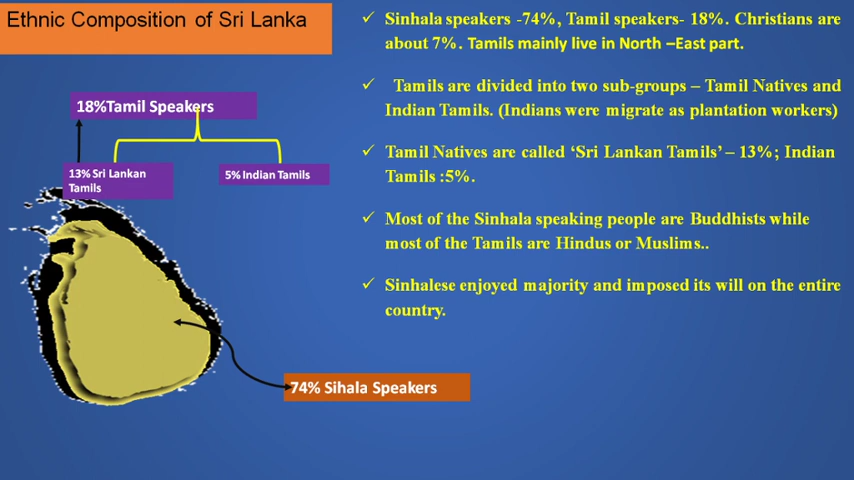 Ethnic Composition of Sri Lanka
18%Tamil Speakers
13% Sri Lankan
Tamils
5% Indian Tamils
74% Sihala Speakers
✓ Sinhala speakers -74%, Tamil speakers- 18%. Christians are
about 7%. Tamils mainly live in North –East part.
✓ Tamils are divided into two sub-groups – Tamil Natives and
Indian Tamils. (Indians were migrate as plantation workers)
✓ Tamil Natives are called ‘Sri Lankan Tamils’ – 13%; Indian
Tamils :5%.
✓ Most of the Sinhala speaking people are Buddhists while
most of the Tamils are Hindus or Muslims..
✓ Sinhalese enjoyed majority and imposed its will on the entire
country.